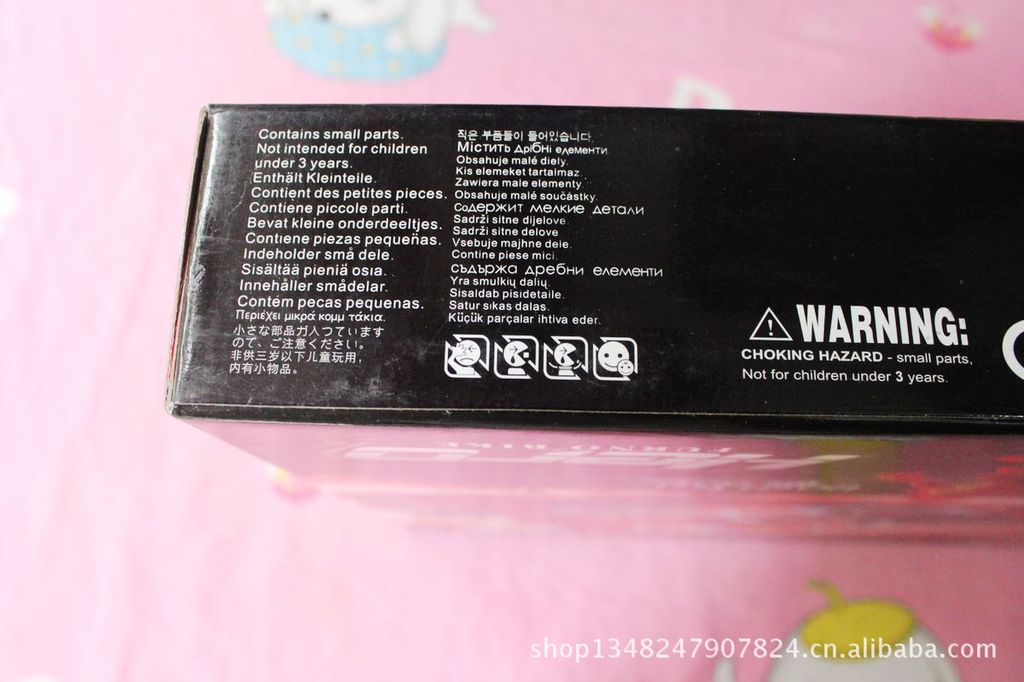 Contains small parts.
Not intended for children
under 3 years.
Enthält Kleinteile.
Contient des petites pieces.
Contiene piccole parti.
Bevat kleine onderdeeltjes.
Contiene piezas pequeñas.
Indeholder små dele.
Sisältää pieniä osia.
Innehåller smådelar.
Contém pecas pequenas.
Περιέχει μικρά κομμ τάκια.
小さな部品ガ入つています
ので、ご注意ください。
非供三岁以下儿童玩用,
内有小物品。
직은 부품들이 들어있습니다.
Містить дрібні елементи
Obsahuje malé diely.
Kis elemeket tartalmaz.
Zawiera male elementy.
Obsahuje malé součástky.
Содержит мелкие детали
Sadrži sitne dijelove.
Sadrži sitne delove
Vsebuje majhne deie.
Contine piese mici.
съдържа дребни елементи
Yra smulkių dalių.
Sisaldab pisidetaile.
Satur sīkas daļas.
Küçük parçalar ihtiva eder.
WARNING:
CHOKING HAZARD - small parts,
Not for children under 3 years.
shop1348247907824.cn.alibaba.com